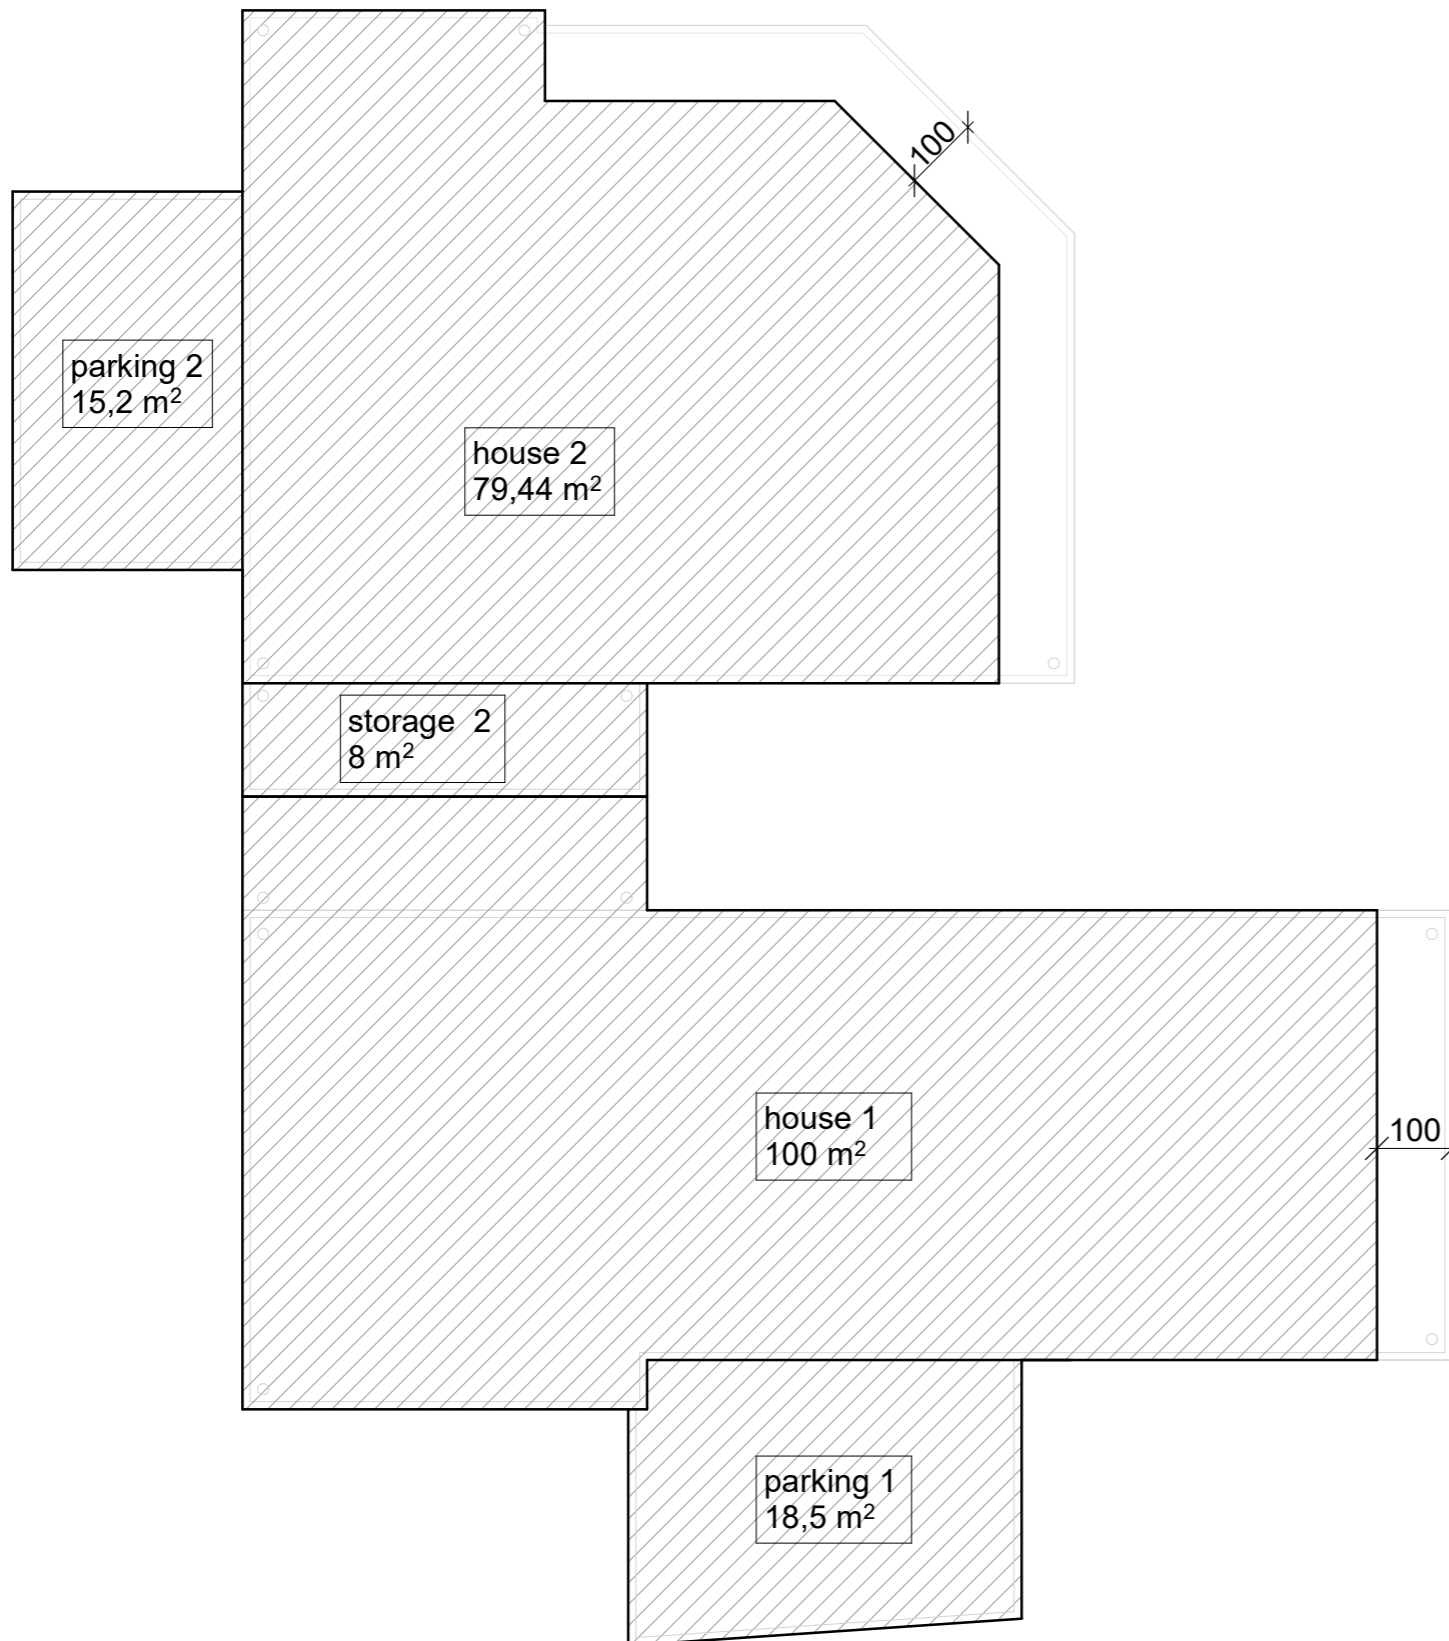 100
parking 2
15,2 m²
house 2
79,44 m²
storage 2
8 m²
house 1
100 m²
100
parking 1
18,5 m²